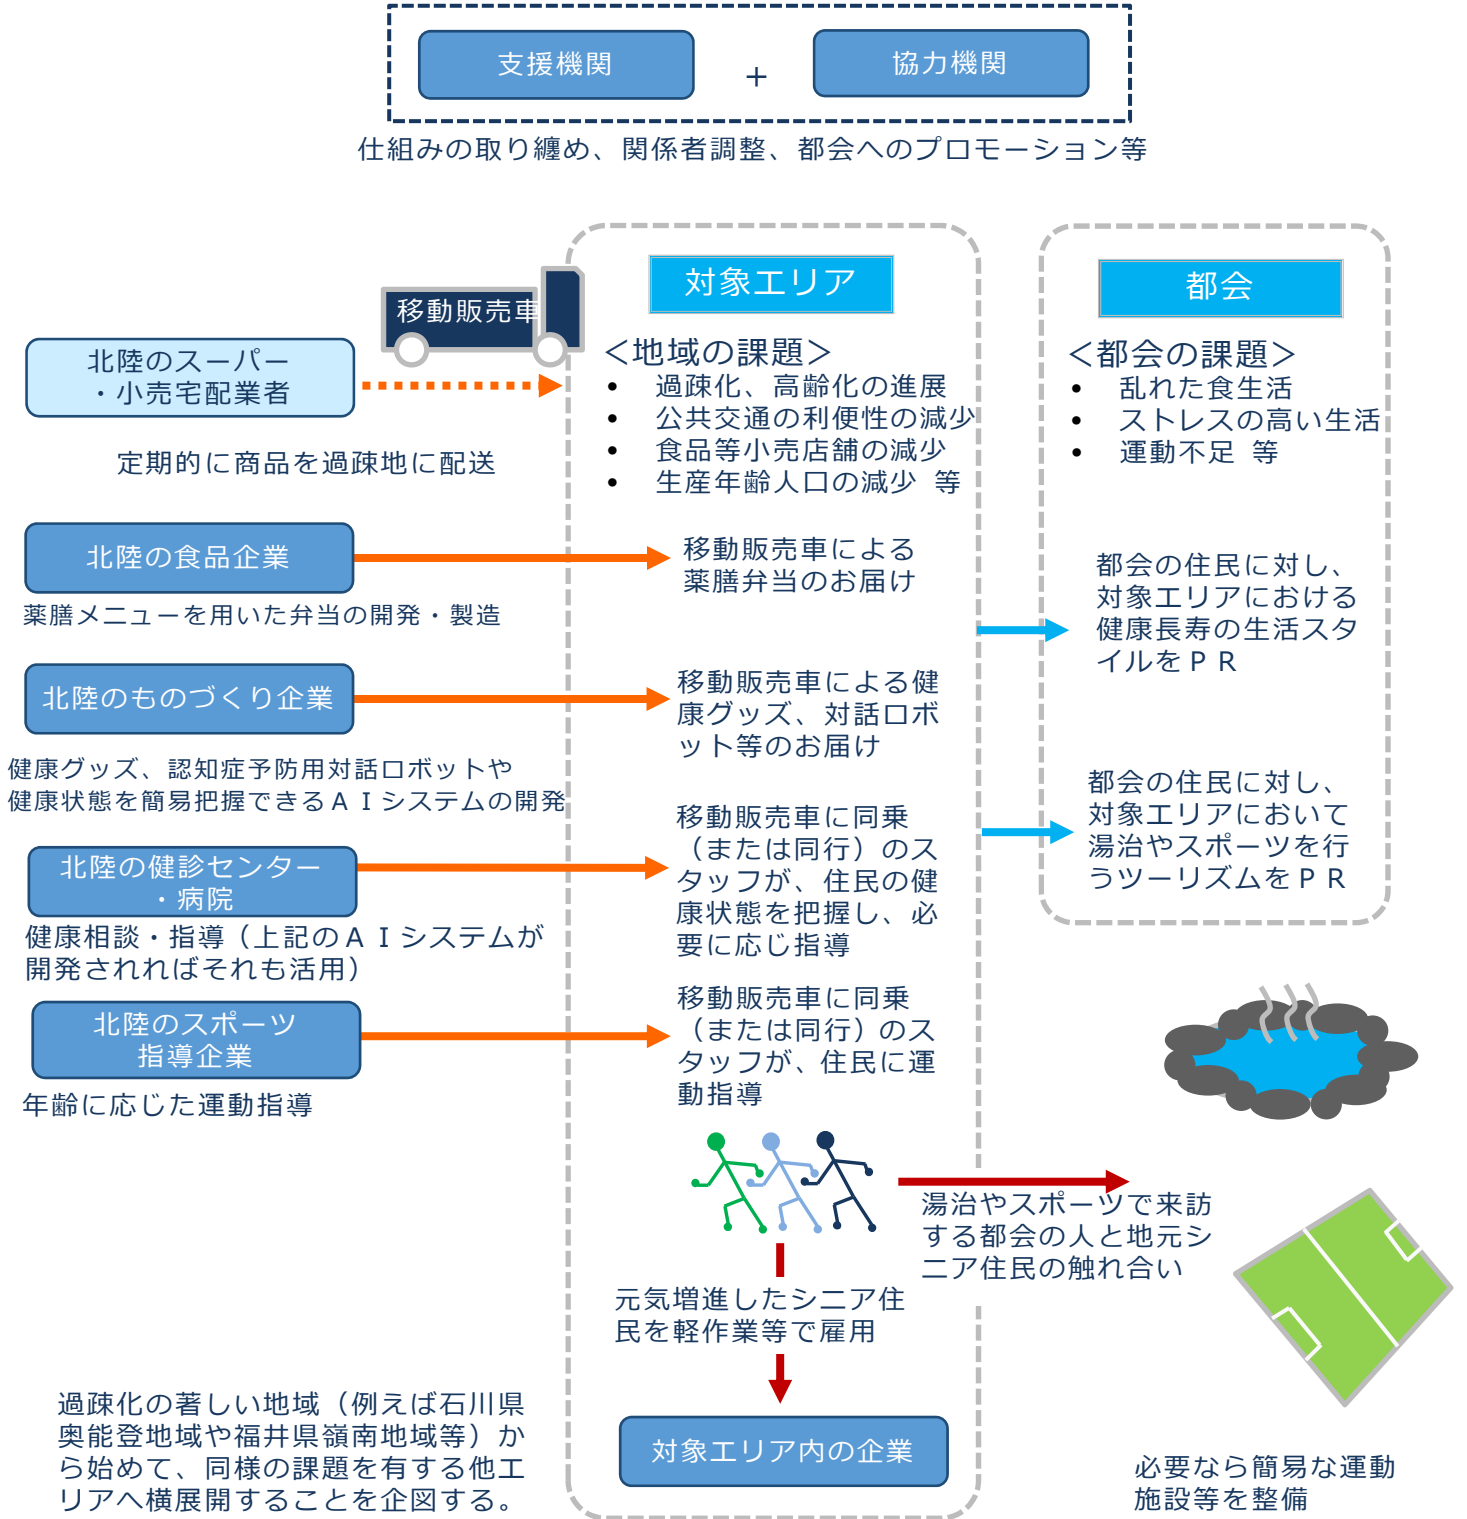 支援機関
+
協力機関
仕組みの取り纏め、関係者調整、都会へのプロモーション等
移動販売車
北陸のスーパー
・小売宅配業者
定期的に商品を過疎地に配送
北陸の食品企業
薬膳メニューを用いた弁当の開発・製造
北陸のものづくり企業
健康グッズ、認知症予防用対話ロボットや
健康状態を簡易把握できるＡＩシステムの開発
北陸の健診センター
・病院
健康相談・指導（上記のＡＩシステムが
開発されればそれも活用）
北陸のスポーツ
指導企業
年齢に応じた運動指導
対象エリア
＜地域の課題＞
• 過疎化、高齢化の進展
• 公共交通の利便性の減少
• 食品等小売店舗の減少
• 生産年齢人口の減少 等
移動販売車による
薬膳弁当のお届け
移動販売車による健
康グッズ、対話ロボ
ット等のお届け
移動販売車に同乗
（または同行）のス
タッフが、住民の健
康状態を把握し、必
要に応じ指導
移動販売車に同乗
（または同行）のス
タッフが、住民に運
動指導
元気増進したシニア住
民を軽作業等で雇用
対象エリア内の企業
都会
＜都会の課題＞
• 乱れた食生活
• ストレスの高い生活
• 運動不足 等
都会の住民に対し、
対象エリアにおける
健康長寿の生活スタ
イルをＰＲ
都会の住民に対し、
対象エリアにおいて
湯治やスポーツを行
うツーリズムをＰＲ
湯治やスポーツで来訪
する都会の人と地元シ
ニア住民の触れ合い
過疎化の著しい地域（例えば石川県
奥能登地域や福井県嶺南地域等）か
ら始めて、同様の課題を有する他エ
リアへ横展開することを企図する。
必要なら簡易な運動
施設等を整備